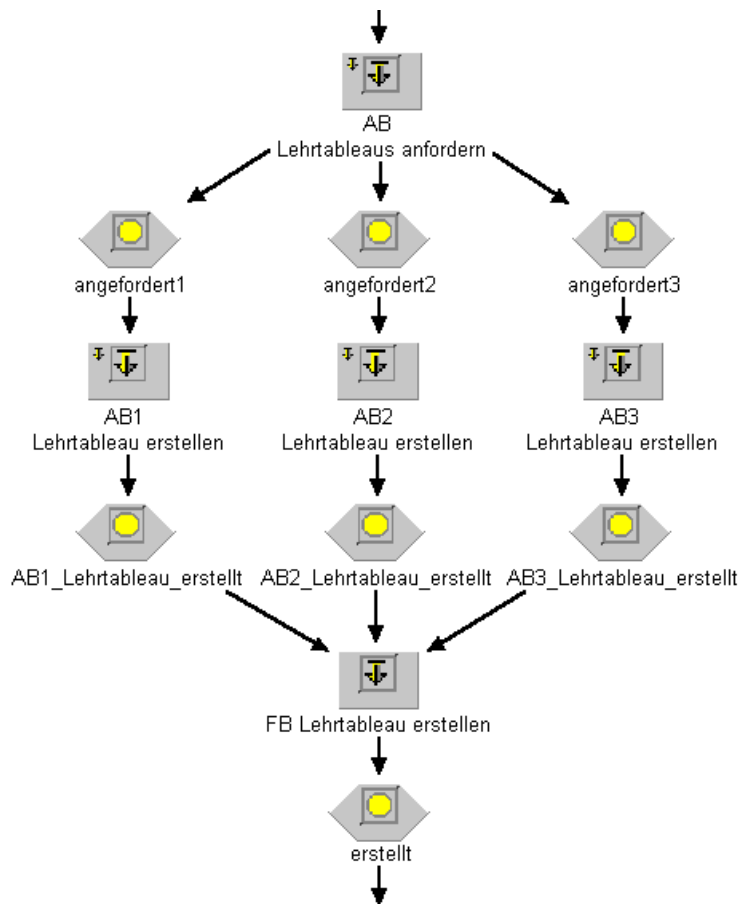 AB
Lehrtableaus anfordern
angefordert1
angefordert2
angefordert3
AB1
Lehrtableau erstellen
AB2
Lehrtableau erstellen
AB3
Lehrtableau erstellen
AB1_Lehrtableau_erstellt
AB2_Lehrtableau_erstellt
AB3_Lehrtableau_erstellt
FB Lehrtableau erstellen
erstellt